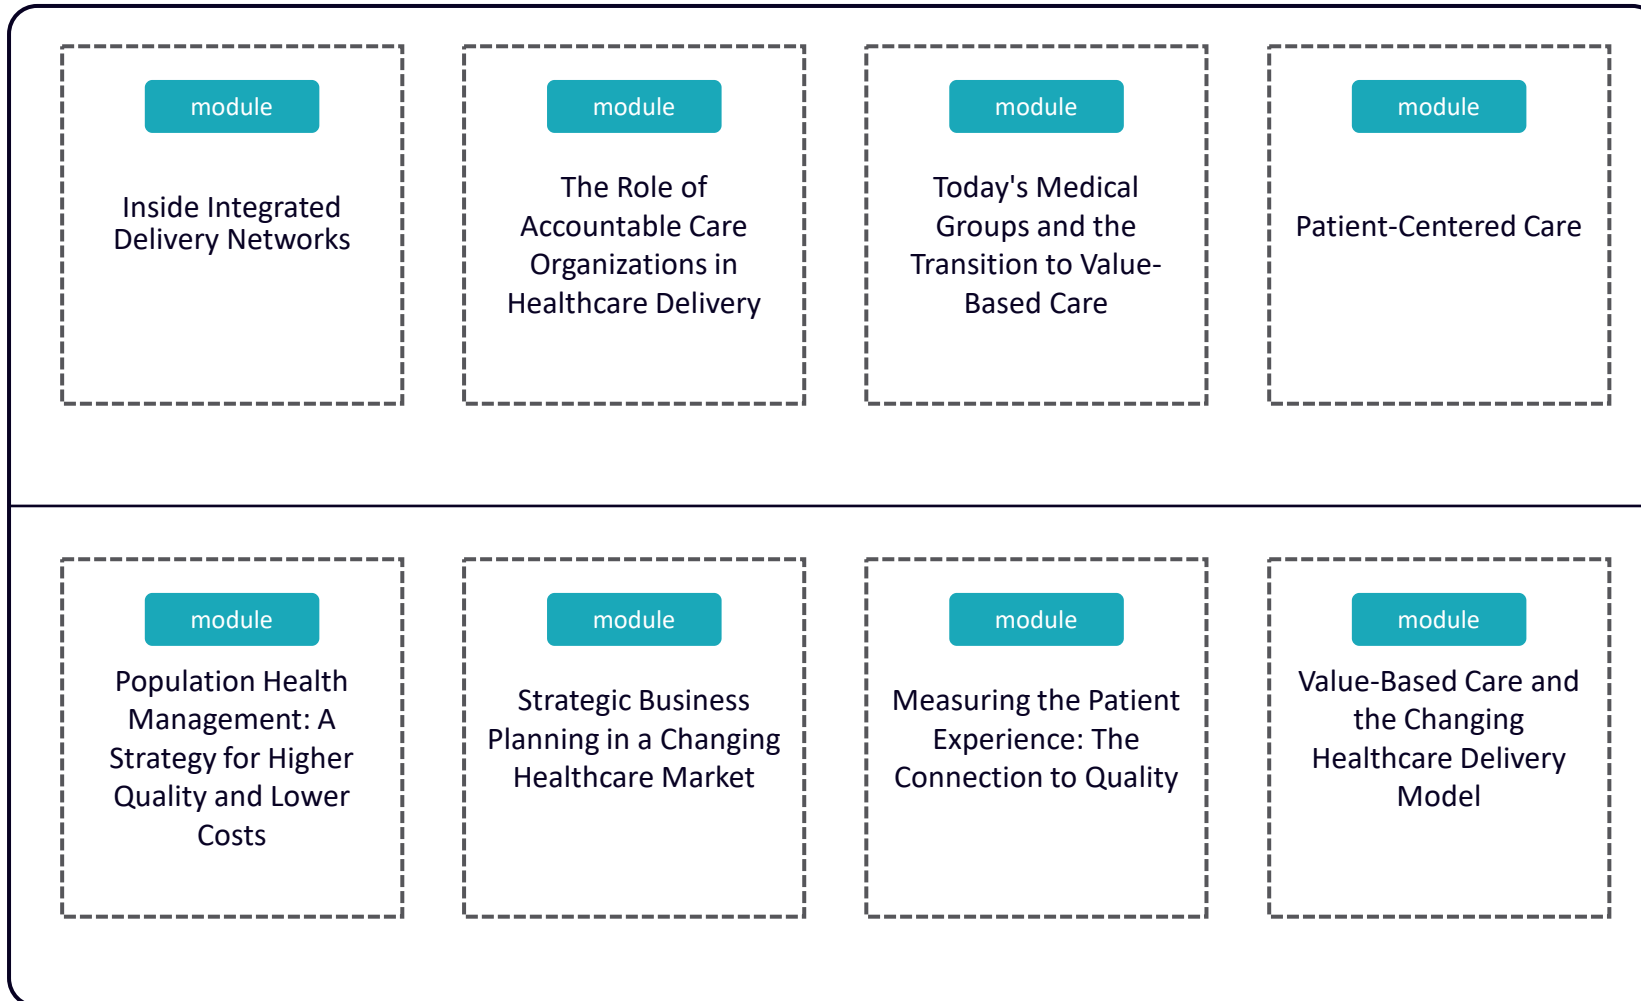 module
Inside Integrated
Delivery Networks
module
The Role of
Accountable Care
Organizations in
Healthcare Delivery
module
Today's Medical
Groups and the
Transition to Value-
Based Care
module
Patient-Centered Care
module
Population Health
Management: A
Strategy for Higher
Quality and Lower
Costs
module
Strategic Business
Planning in a Changing
Healthcare Market
module
Measuring the Patient
Experience: The
Connection to Quality
module
Value-Based Care and
the Changing
Healthcare Delivery
Model